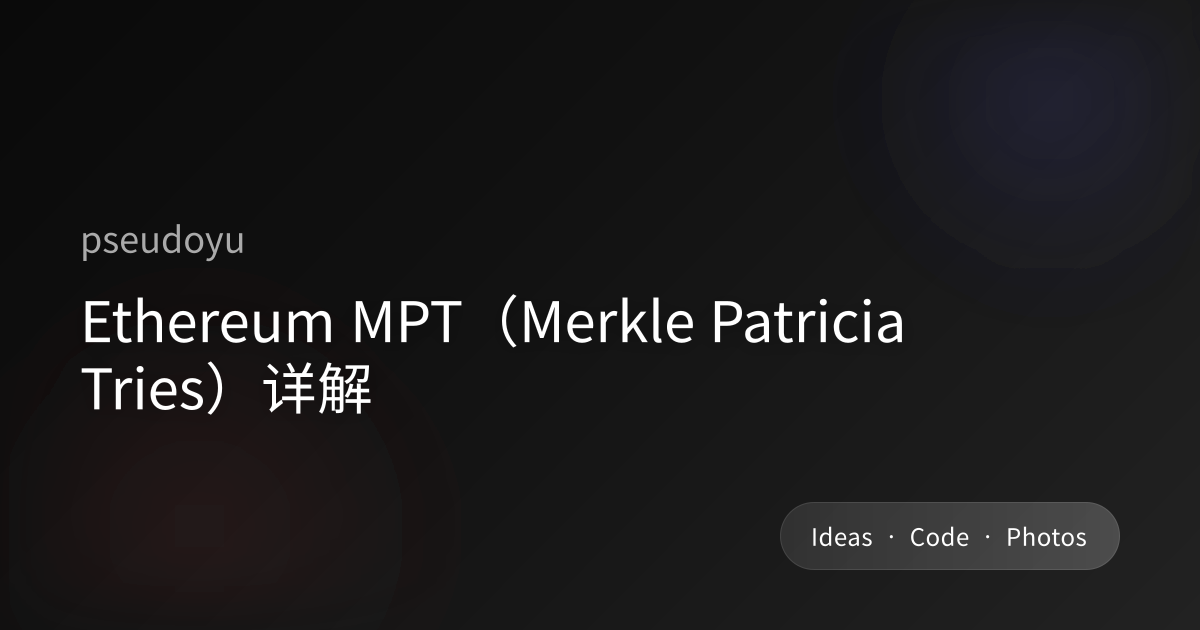 pseudoyu
Ethereum MPT（Merkle Patricia
Tries）详解
Ideas · Code · Photos